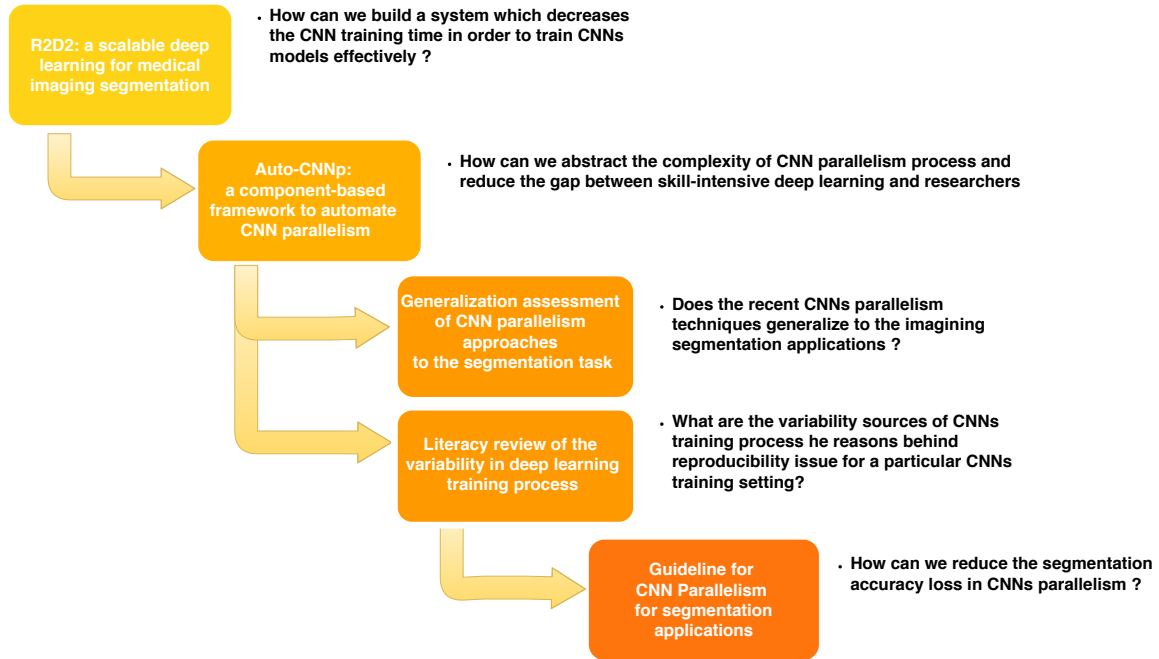 R2D2: a scalable deep
learning for medical
imaging segmentation
• How can we build a system which decreases
the CNN training time in order to train CNNs
models effectively ?
Auto-CNNp:
a component-based
framework to automate
CNN parallelism
• How can we abstract the complexity of CNN parallelism process and
reduce the gap between skill-intensive deep learning and researchers
Generalization assessment
of CNN parallelism
approaches
to the segmentation task
• Does the recent CNNs parallelism
techniques generalize to the imagining
segmentation applications ?
Literacy review of the
variability in deep learning
training process
• What are the variability sources of CNNs
training process he reasons behind
reproducibility issue for a particular CNNs
training setting?
Guideline for
CNN Parallelism
for segmentation
applications
• How can we reduce the segmentation
accuracy loss in CNNs parallelism ?